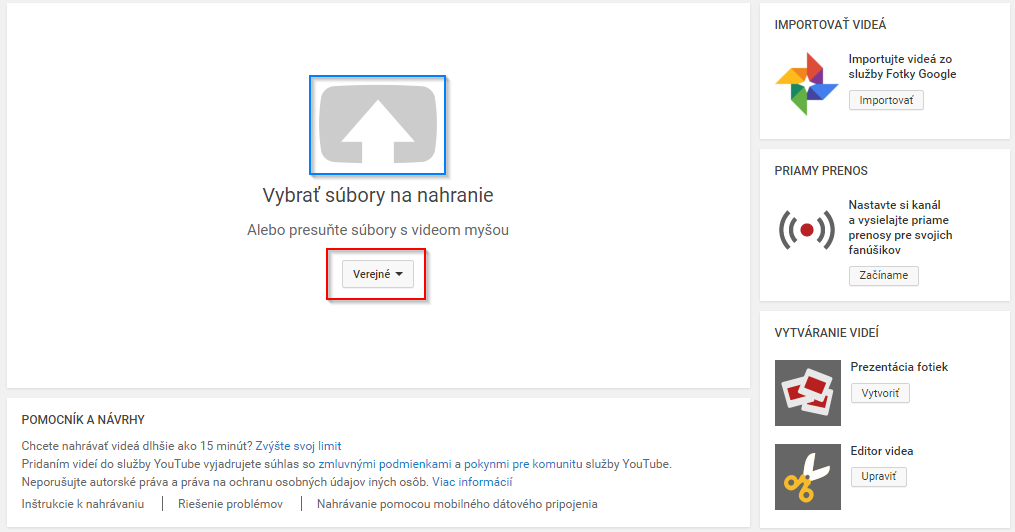 Vybrať súbory na nahranie
Alebo presuňte súbory s videom myšou
Verejné
POMOCNÍK A NÁVRHY
Chcete nahrávať videá dlhšie ako 15 minút? Zvýšte svoj limit
Pridaním videí do služby YouTube vyjadrujete súhlas so zmluvnými podmienkami a pokynmi pre komunitu služby YouTube.
Neporušujte autorské práva a práva na ochranu osobných údajov iných osôb. Viac informácií
Inštrukcie k nahrávaniu
Riešenie problémov
Nahrávanie pomocou mobilného dátového pripojenia
IMPORTOVAŤ VIDEÁ
Importujte videá zo
služby Fotky Google
Importovať
PRIAMY PRENOS
Nastavte si kanál
a vysielajte priame
prenosy pre svojich
fanúšikov
Začíname
VYTVÁRANIE VIDEÍ
Prezentácia fotiek
Vytvoriť
Editor videa
Upraviť